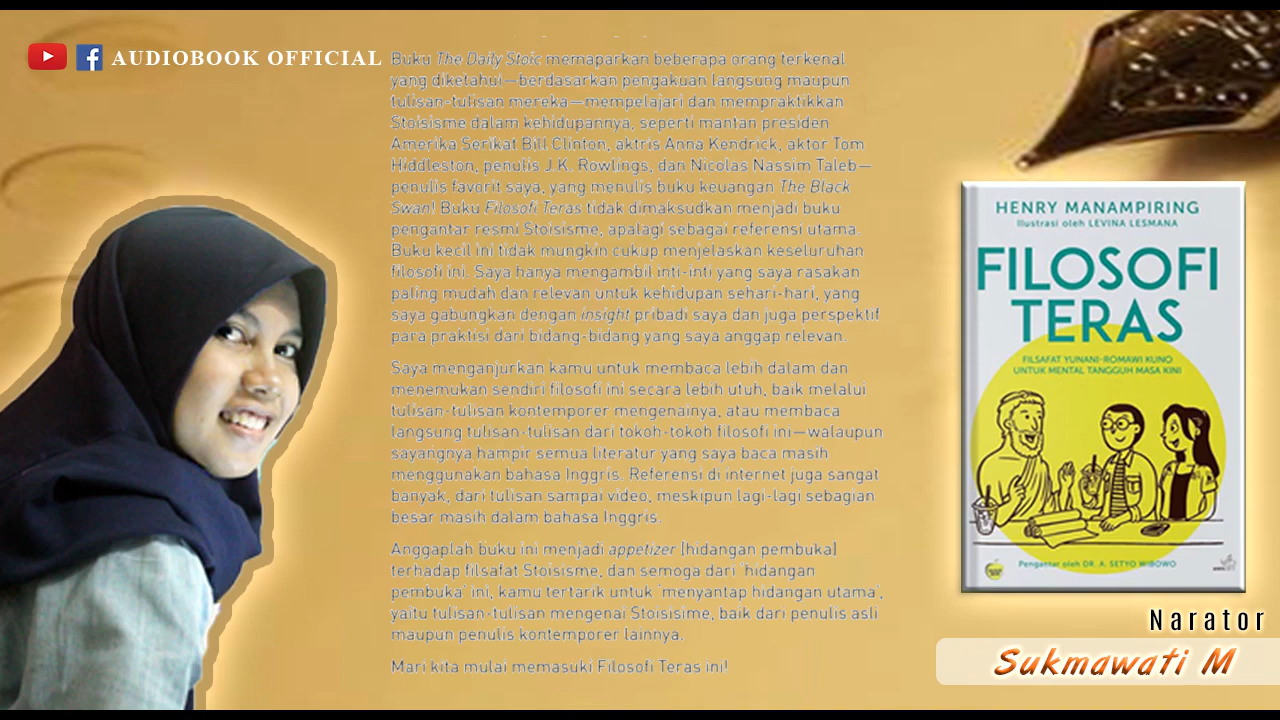 AUDIOBOOK OFFICIAL
Buku The Daily Stoic memaparkan beberapa orang terkenal
yang diketahui—berdasarkan pengakuan langsung maupun
tulisan-tulisan mereka—mempelajari dan mempraktikkan
Stoisisme dalam kehidupannya, seperti mantan presiden
Amerika Serikat Bill Clinton, aktris Anna Kendrick, aktor Tom
Hiddleston, penulis J.K. Rowlings, dan Nicolas Nassim Taleb—
penulis favorit saya, yang menulis buku keuangan The Black
Swan! Buku Filosofi Teras tidak dimaksudkan menjadi buku
pengantar resmi Stoisisme, apalagi sebagai referensi utama.
Buku kecil ini tidak mungkin cukup menjelaskan keseluruhan
filosofi ini. Saya hanya mengambil inti-inti yang saya rasakan
paling mudah dan relevan untuk kehidupan sehari-hari, yang
saya gabungkan dengan insight pribadi saya dan juga perspektif
para praktisi dari bidang-bidang yang saya anggap relevan.
Saya menganjurkan kamu untuk membaca lebih dalam dan
menemukan sendiri filosofi ini secara lebih utuh, baik melalui
tulisan-tulisan kontemporer mengenainya, atau membaca
langsung tulisan-tulisan dari tokoh-tokoh filosofi ini—walaupun
sayangnya hampir semua literatur yang saya baca masih
menggunakan bahasa Inggris. Referensi di internet juga sangat
banyak, dari tulisan sampai video, meskipun lagi-lagi sebagian
besar masih dalam bahasa Inggris.
Anggaplah buku ini menjadi appetizer [hidangan pembuka]
terhadap filsafat Stoisisme, dan semoga dari 'hidangan
pembuka' ini, kamu tertarik untuk 'menyantap hidangan utama',
yaitu tulisan-tulisan mengenai Stoisisime, baik dari penulis asli
maupun penulis kontemporer lainnya.
Mari kita mulai memasuki Filosofi Teras ini!
HENRY MANAMPIRING
Ilustrasi oleh LEVINA LESMANA
FILOSOFI
TERAS
FILSAFAT YUNANI-ROMAWI KUNO
UNTUK MENTAL TANGGUH MASA KINI
Pengantar oleh DR. A. SETYO WIBOWO
Narator
Sukmawati M